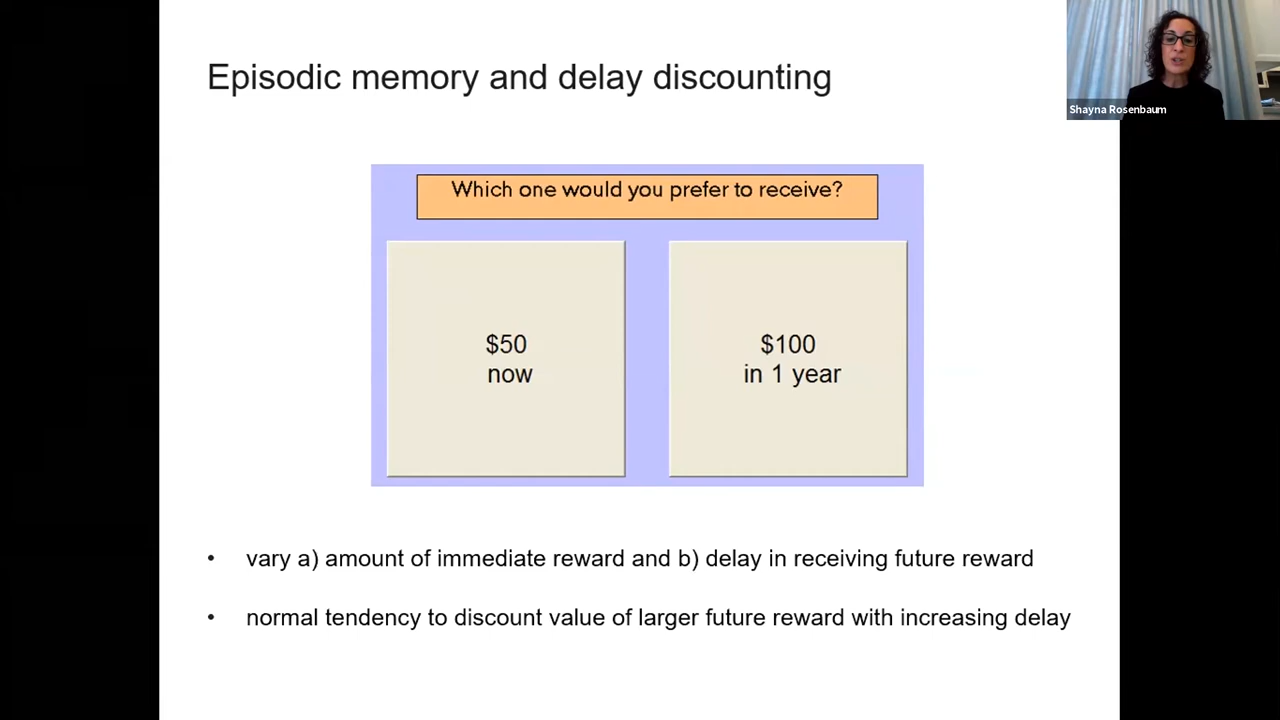 Episodic memory and delay discounting
Shayna Rosenbaum
Which one would you prefer to receive?
$50
now
$100
in 1 year
• vary a) amount of immediate reward and b) delay in receiving future reward
• normal tendency to discount value of larger future reward with increasing delay